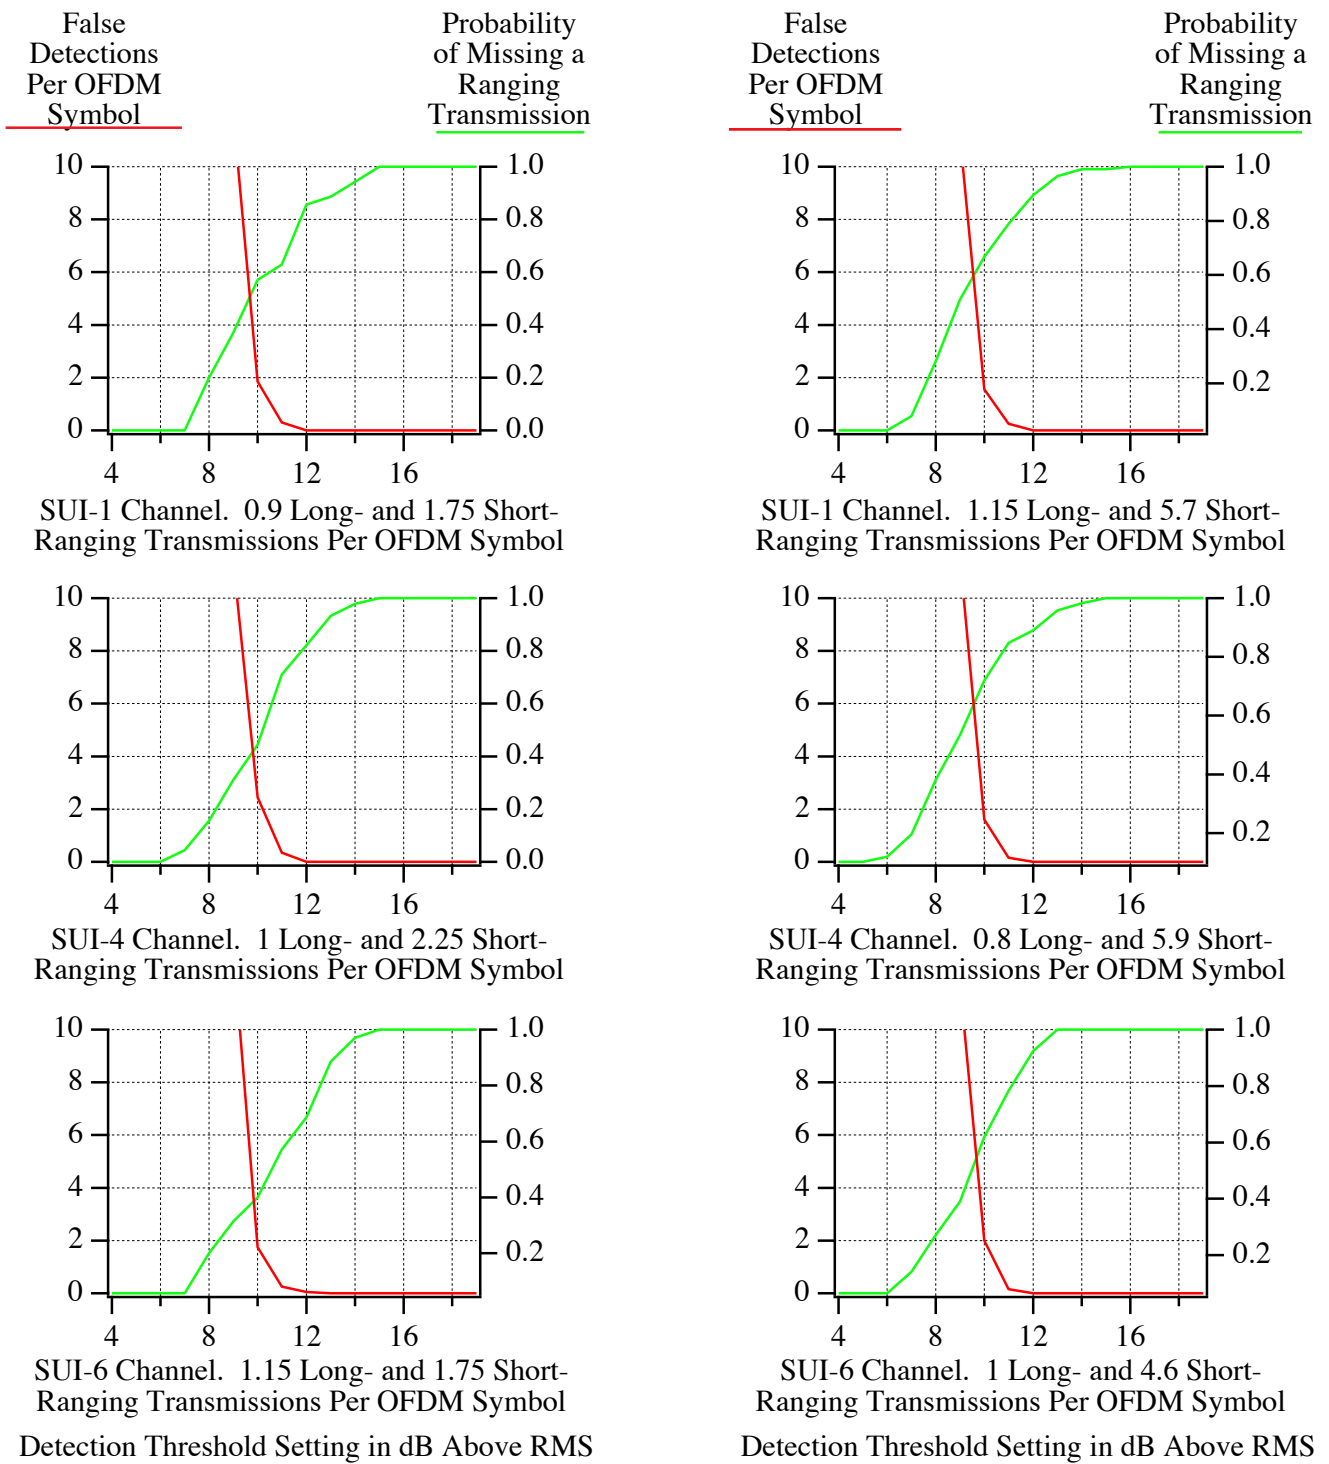 False
Detections
Per OFDM
Symbol
Probability
of Missing a
Ranging
Transmission
False
Detections
Per OFDM
Symbol
Probability
of Missing a
Ranging
Transmission
10
8
6
4
2
0
1.0
0.8
0.6
0.4
0.2
0.0
4 8 12 16
SUI-1 Channel. 0.9 Long- and 1.75 Short-
Ranging Transmissions Per OFDM Symbol
10
8
6
4
2
0
1.0
0.8
0.6
0.4
0.2
4 8 12 16
SUI-1 Channel. 1.15 Long- and 5.7 Short-
Ranging Transmissions Per OFDM Symbol
10
8
6
4
2
0
1.0
0.8
0.6
0.4
0.2
0.0
4 8 12 16
SUI-4 Channel. 1 Long- and 2.25 Short-
Ranging Transmissions Per OFDM Symbol
10
8
6
4
2
0
1.0
0.8
0.6
0.4
0.2
4 8 12 16
SUI-4 Channel. 0.8 Long- and 5.9 Short-
Ranging Transmissions Per OFDM Symbol
10
8
6
4
2
0
1.0
0.8
0.6
0.4
0.2
4 8 12 16
SUI-6 Channel. 1.15 Long- and 1.75 Short-
Ranging Transmissions Per OFDM Symbol
Detection Threshold Setting in dB Above RMS
10
8
6
4
2
0
1.0
0.8
0.6
0.4
0.2
4 8 12 16
SUI-6 Channel. 1 Long- and 4.6 Short-
Ranging Transmissions Per OFDM Symbol
Detection Threshold Setting in dB Above RMS